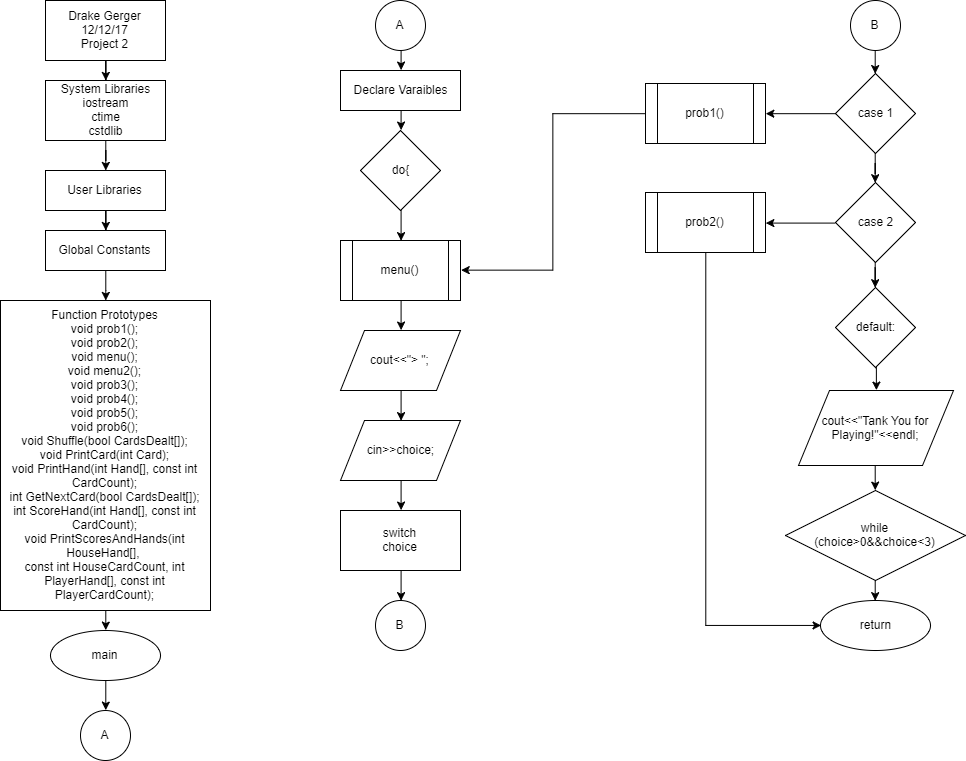 Drake Gerger
12/12/17
Project 2
System Libraries
iostream
ctime
cstdlib
User Libraries
Global Constants
Function Prototypes
void prob1();
void prob2();
void menu();
void menu2();
void prob3();
void prob4();
void prob5();
void prob6();
void Shuffle(bool CardsDealt[]);
void PrintCard(int Card);
void PrintHand(int Hand[], const int
CardCount);
int GetNextCard(bool CardsDealt[]);
int ScoreHand(int Hand[], const int
CardCount);
void PrintScoresAndHands(int
HouseHand[],
const int HouseCardCount, int
PlayerHand[], const int
PlayerCardCount);
main
A
A
Declare Varaibles
do{
menu()
cout<<"> ";
cin>>choice;
switch
choice
B
B
case 1
prob1()
case 2
prob2()
default:
cout<<"Tank You for
Playing!"<<endl;
while
(choice>0&&choice<3)
return